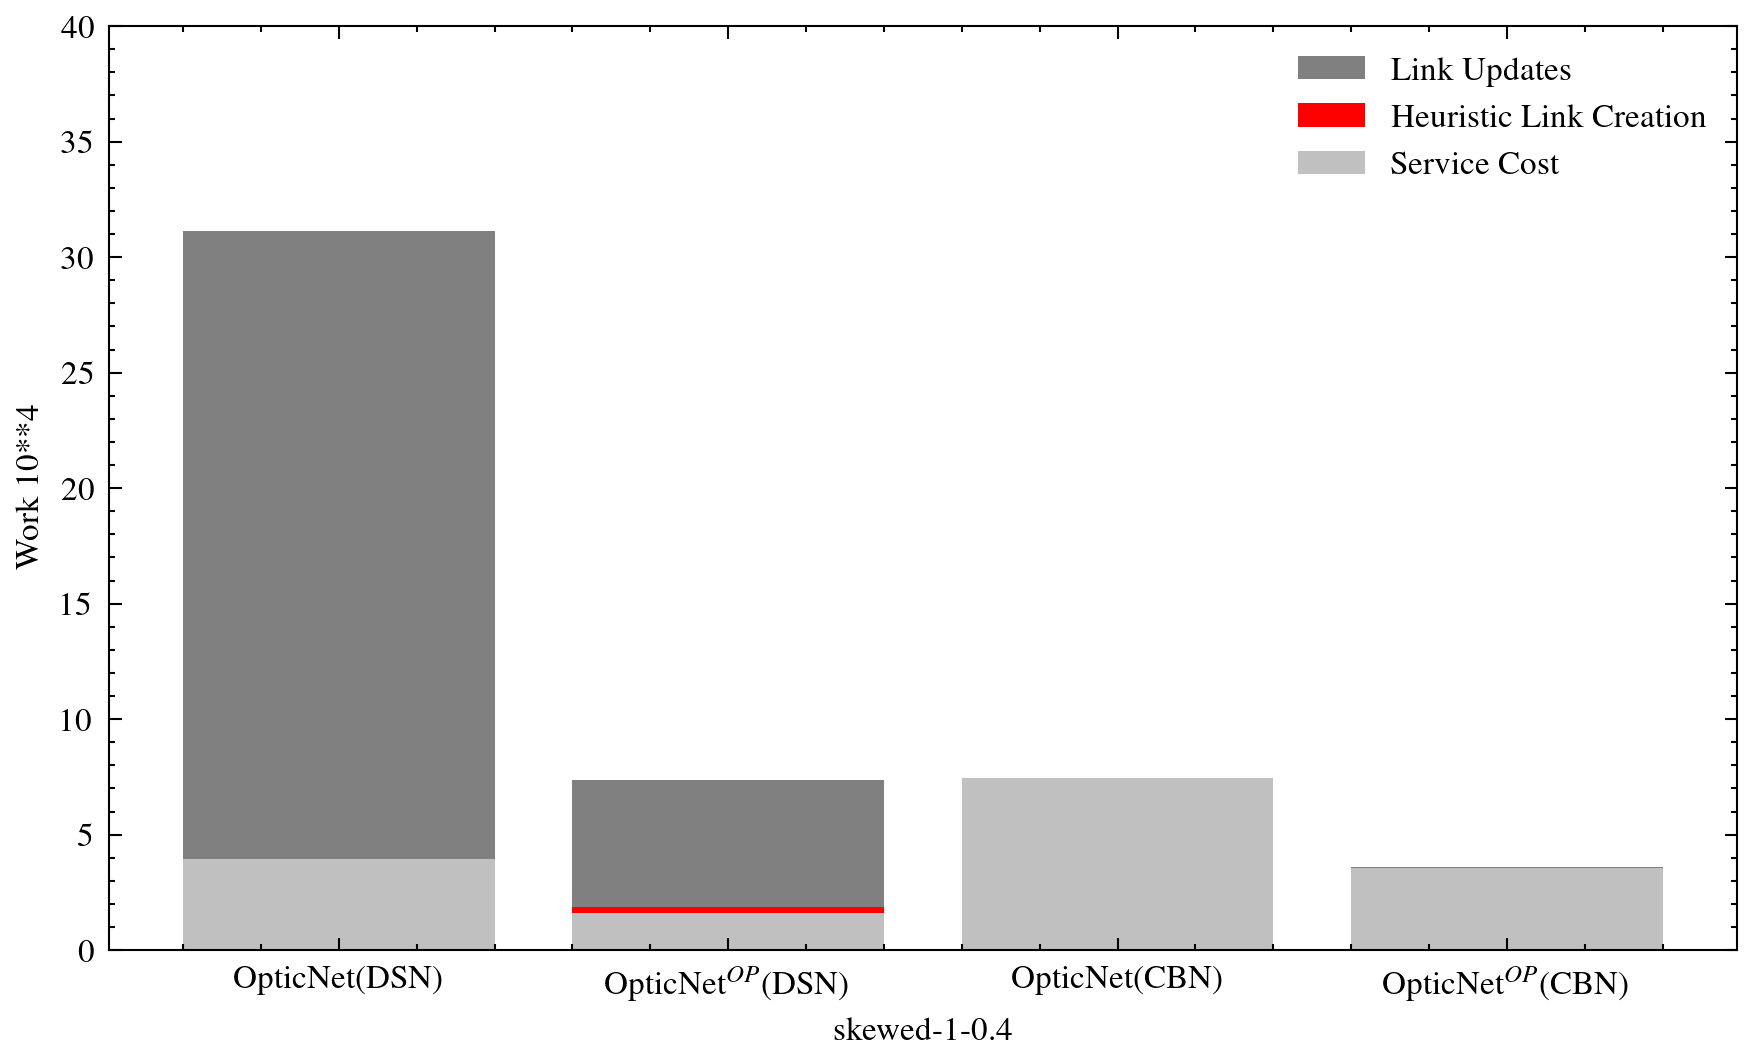 40
35
30
25
20
15
10
5
0
Work 10**4
Link Updates
Heuristic Link Creation
Service Cost
OpticNet(DSN) OpticNet^OP(DSN) OpticNet(CBN) OpticNet^OP(CBN)
skewed-1-0.4